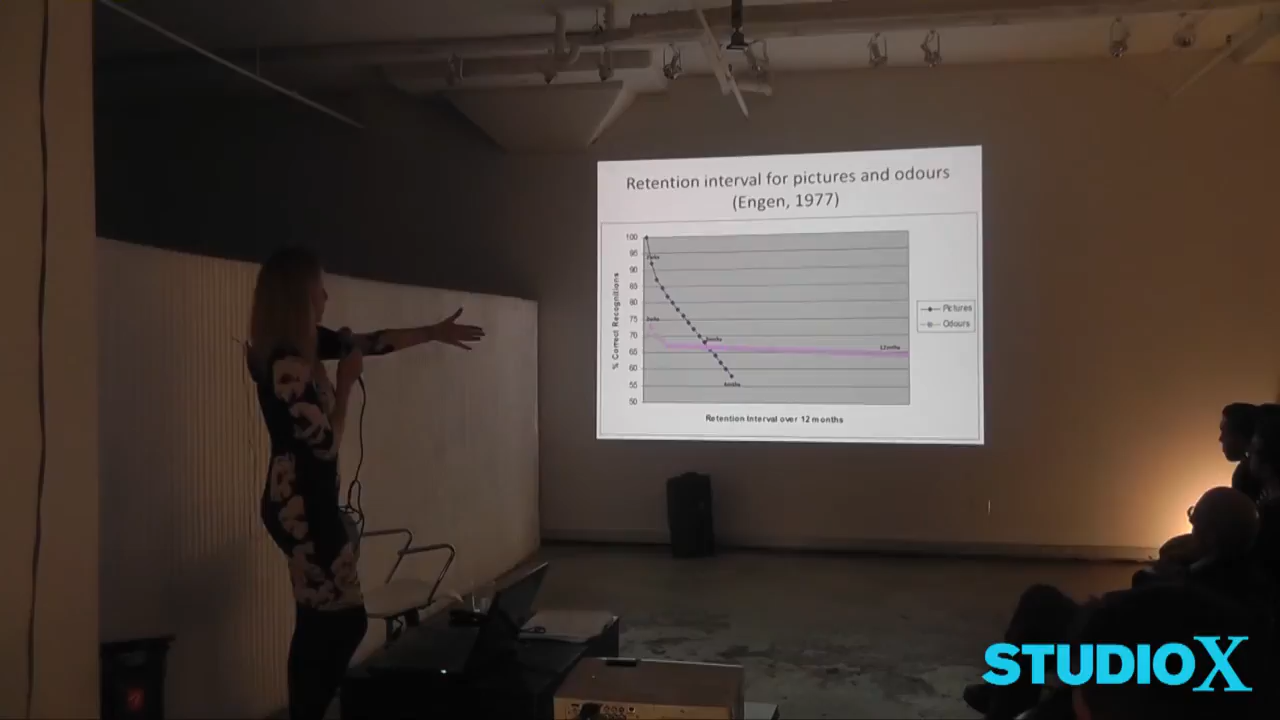 Retention interval for pictures and odours
(Engen, 1977)
100
95
90
85
80
75
70
65
60
55
50
% Correct Recognitions
12mths
Pictures
Odours
Retention Interval over 12 months
STUDIOX